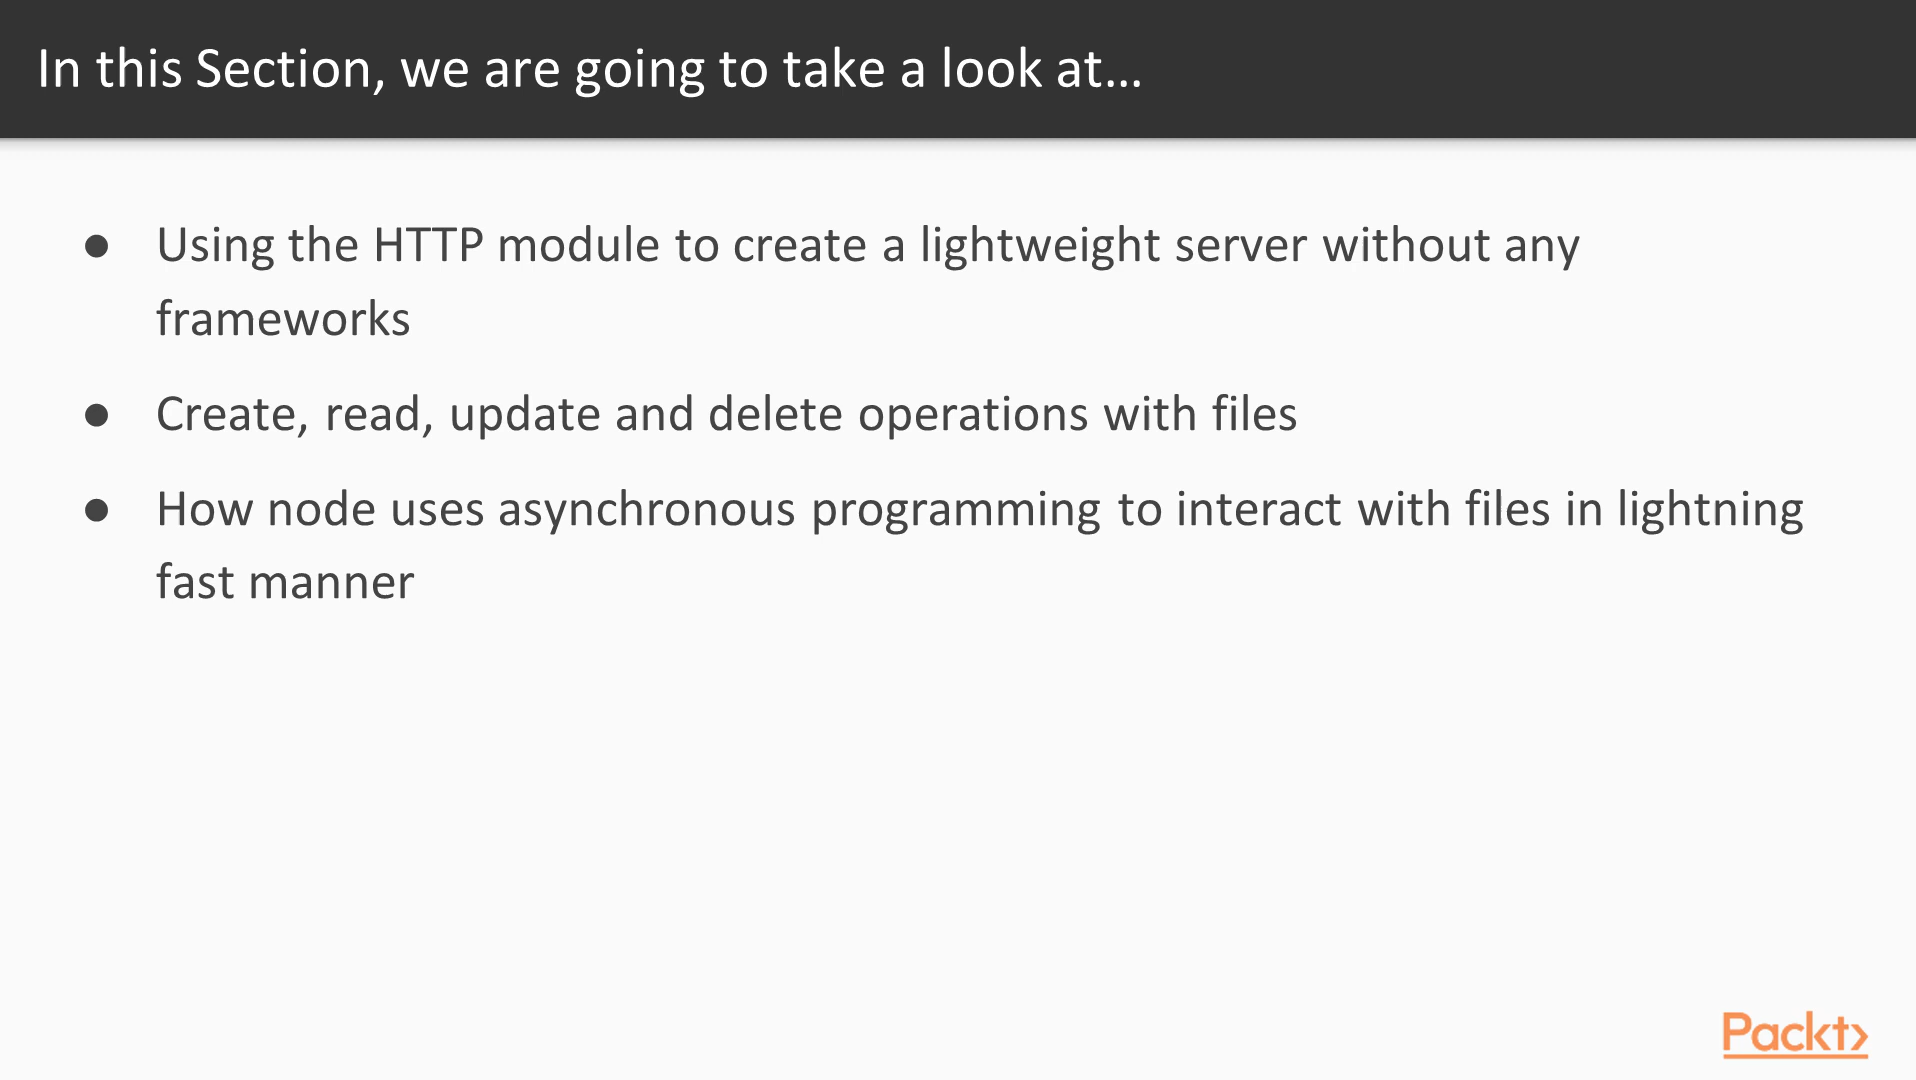 In this Section, we are going to take a look at...
● Using the HTTP module to create a lightweight server without any
frameworks
● Create, read, update and delete operations with files
● How node uses asynchronous programming to interact with files in lightning
fast manner
Packt>